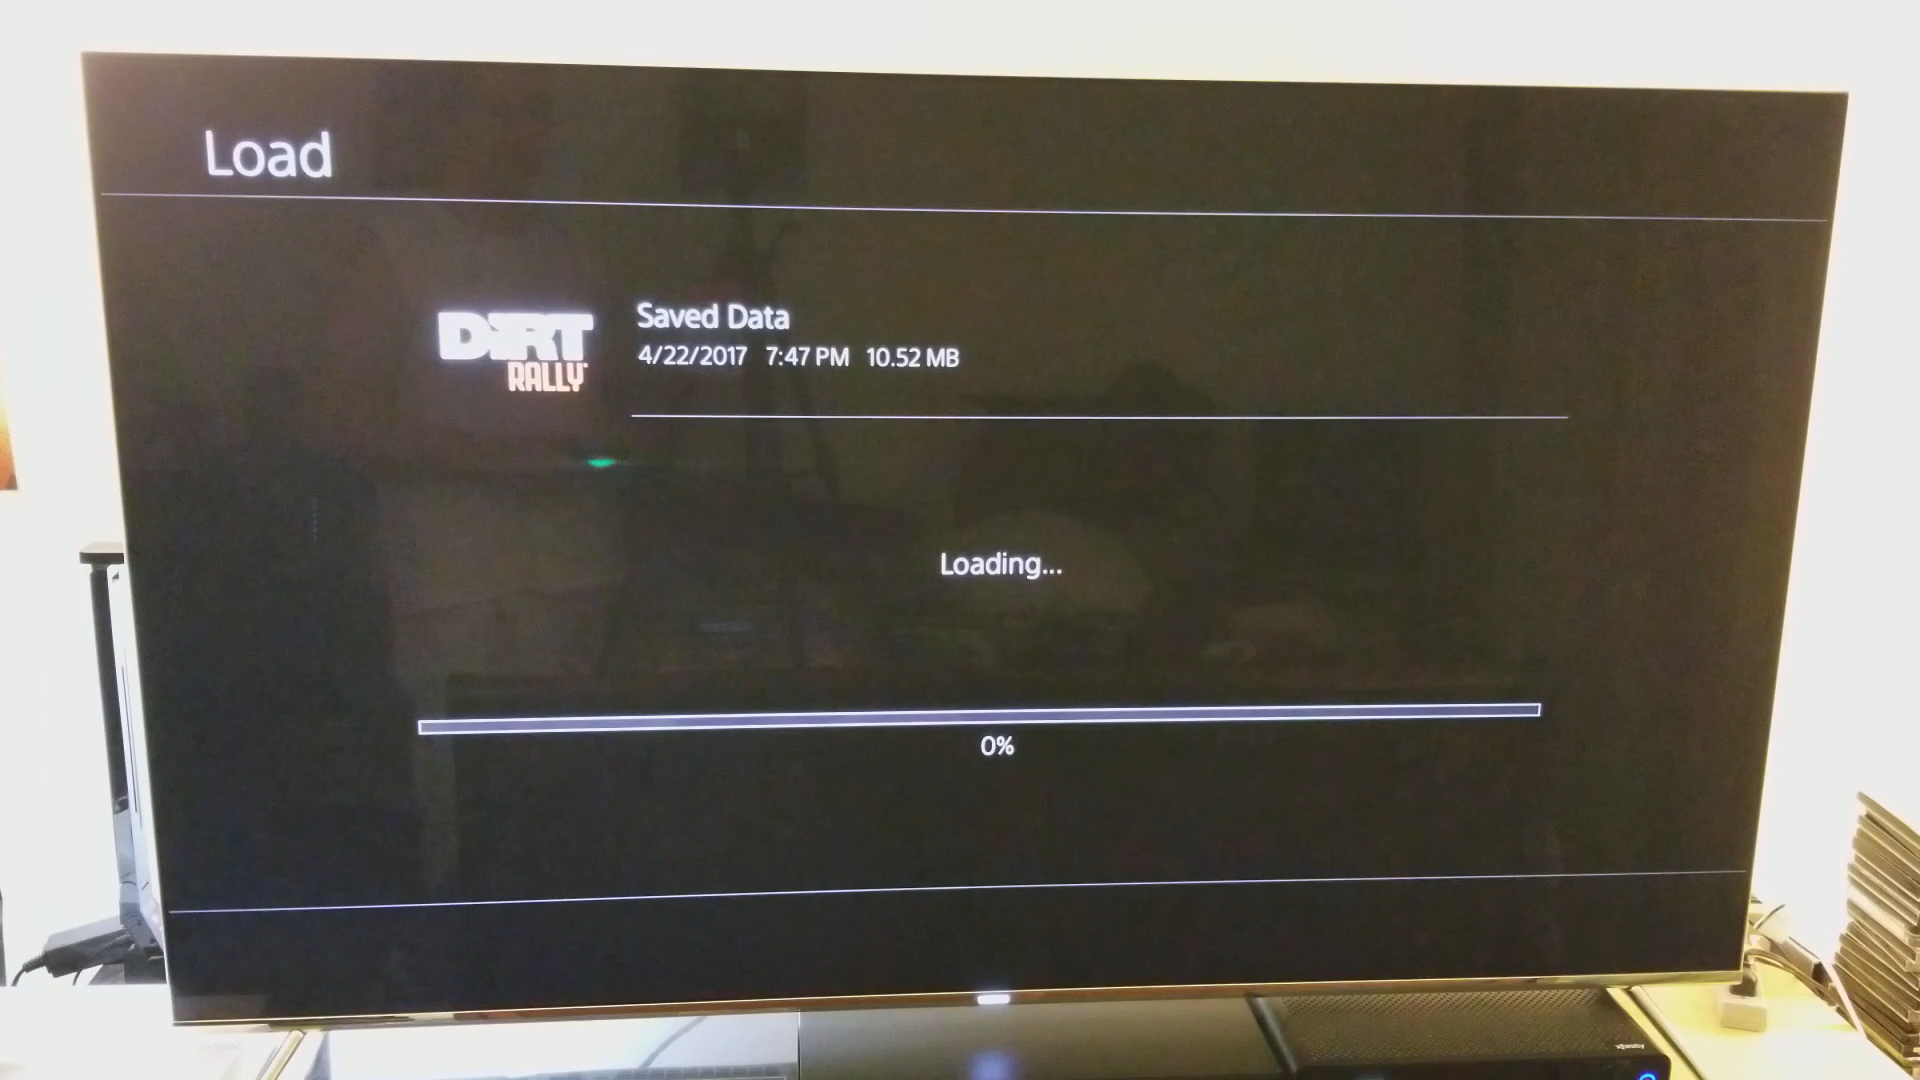 Load
DiRT
RALLY
Saved Data
4/22/2017 7:47 PM 10.52 MB
Loading...
0%